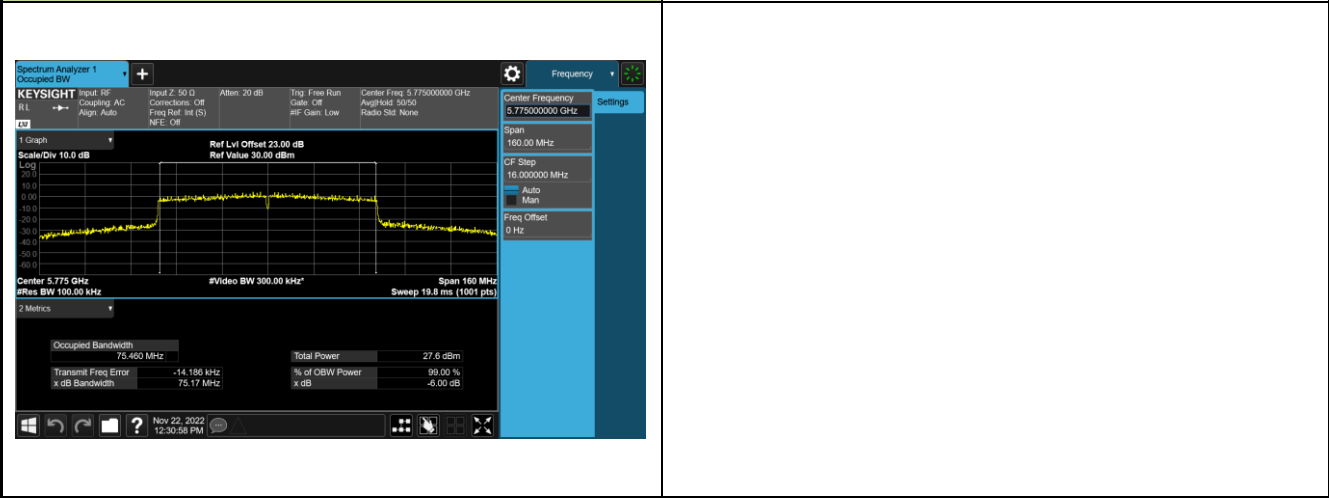 Spectrum Analyzer 1
Occupied BW
Frequency
KEYSIGHT
RL
LXI
Input: RF
Coupling: AC
Align: Auto
Input Z: 50 Ω
Corrections: Off
Freq Ref: Int (S)
NFE: Off
Atten: 20 dB
Trig: Free Run
Gate: Off
#IF Gain: Low
Center Freq: 5.775000000 GHz
Avg|Hold: 50/50
Radio Std: None
Center Frequency
5.775000000 GHz
Settings
Span
160.00 MHz
CF Step
16.000000 MHz
Auto
Man
Freq Offset
0 Hz
1 Graph
Scale/Div 10.0 dB
Ref Lvl Offset 23.00 dB
Ref Value 30.00 dBm
Log
20.0
10.0
0.00
-10.0
-20.0
-30.0
-40.0
-50.0
-60.0
Center 5.775 GHz
#Video BW 300.00 kHz*
Span 160 MHz
#Res BW 100.00 kHz
Sweep 19.8 ms (1001 pts)
2 Metrics
Occupied Bandwidth
75.460 MHz
Total Power 27.6 dBm
Transmit Freq Error -14.186 kHz
% of OBW Power 99.00 %
x dB Bandwidth 75.17 MHz
x dB -6.00 dB
?
Nov 22, 2022
12:30:58 PM